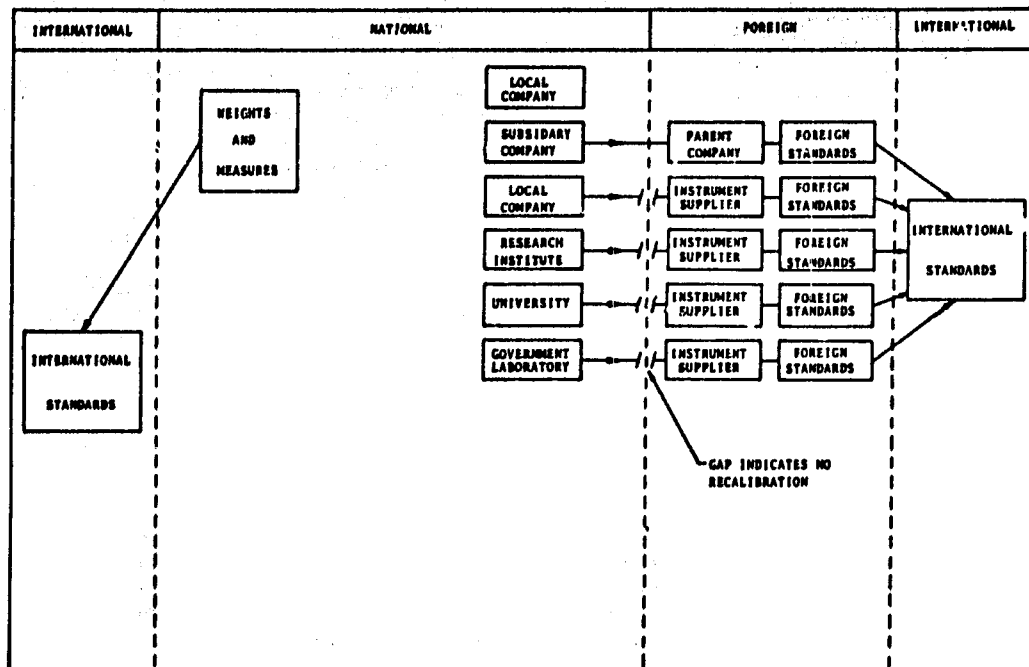 INTERNATIONAL
NATIONAL
FOREIGN
INTERNATIONAL
LOCAL
COMPANY
WEIGHTS
AND
MEASURES
SUBSIDARY
COMPANY
PARENT
COMPANY
FOREIGN
STANDARDS
LOCAL
COMPANY
INSTRUMENT
SUPPLIER
FOREIGN
STANDARDS
INTERNATIONAL
STANDARDS
RESEARCH
INSTITUTE
INSTRUMENT
SUPPLIER
FOREIGN
STANDARDS
UNIVERSITY
INSTRUMENT
SUPPLIER
FOREIGN
STANDARDS
GOVERNMENT
LABORATORY
INSTRUMENT
SUPPLIER
FOREIGN
STANDARDS
INTERNATIONAL
STANDARDS
GAP INDICATES NO
RECALIBRATION